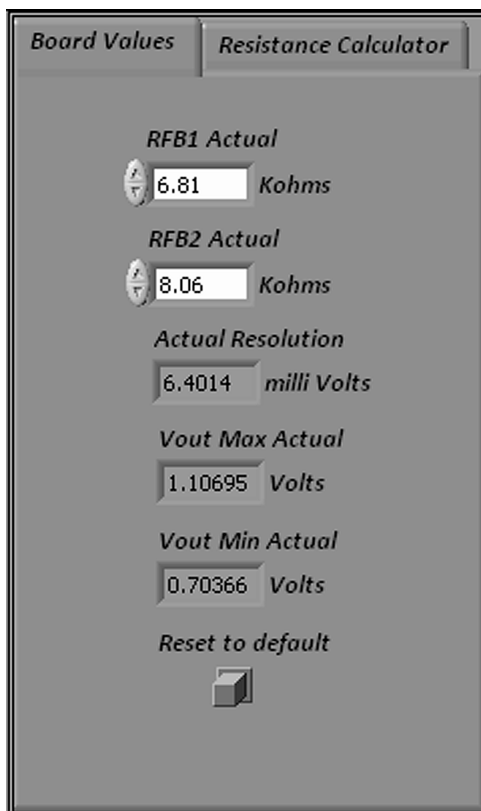 Board Values
Resistance Calculator
RFB1 Actual
6.81 Kohms
RFB2 Actual
8.06 Kohms
Actual Resolution
6.4014 milli Volts
Vout Max Actual
1.10695 Volts
Vout Min Actual
0.70366 Volts
Reset to default